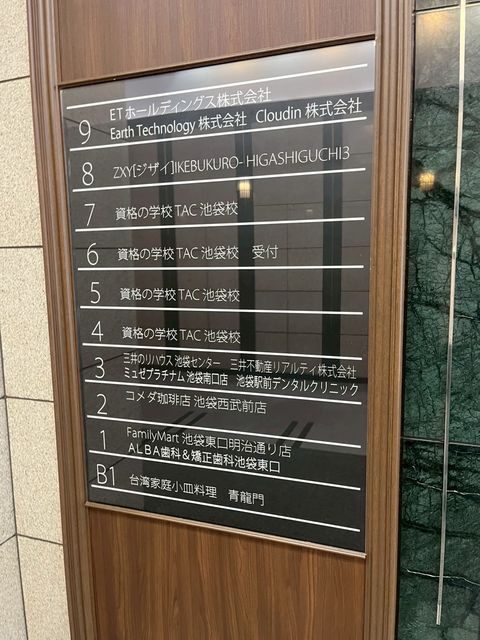 9 ETホールディングス株式会社
Earth Technology 株式会社 Cloudin 株式会社
8 ZXY[ジザイ]IKEBUKURO-HIGASHIGUCHI3
7 資格の学校 TAC 池袋校
6 資格の学校 TAC 池袋校 受付
5 資格の学校 TAC 池袋校
4 資格の学校 TAC 池袋校
3 三井のリハウス 池袋センター 三井不動産リアルティ株式会社
ミュゼプラチナム 池袋南口店 池袋駅前デンタルクリニック
2 コメダ珈琲店 池袋西武前店
1 FamilyMart 池袋東口明治通り店
ALBA歯科&矯正歯科池袋東口
B1 台湾家庭小皿料理 青龍門